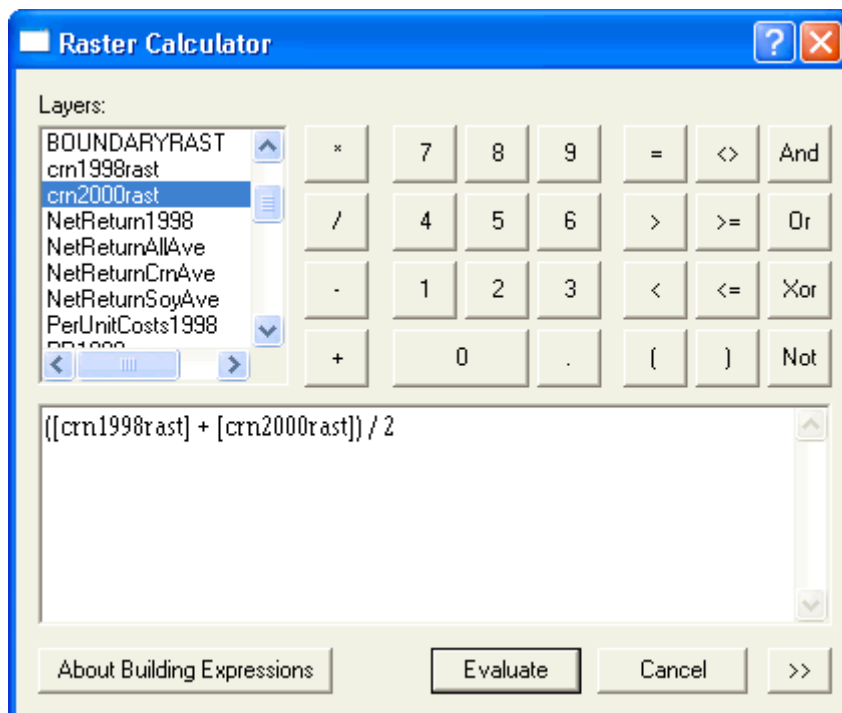 Raster Calculator
Layers:
BOUNDARYRAST
crn1998rast
crn2000rast
NetReturn1998
NetReturnAllAve
NetReturnCrnAve
NetReturnSoyAve
PerUnitCosts1998
* 7 8 9 = <> And
/ 4 5 6 > >= Or
- 1 2 3 < <= Xor
+ 0 . ( ) Not
([crn1998rast] + [crn2000rast]) / 2
About Building Expressions Evaluate Cancel >>